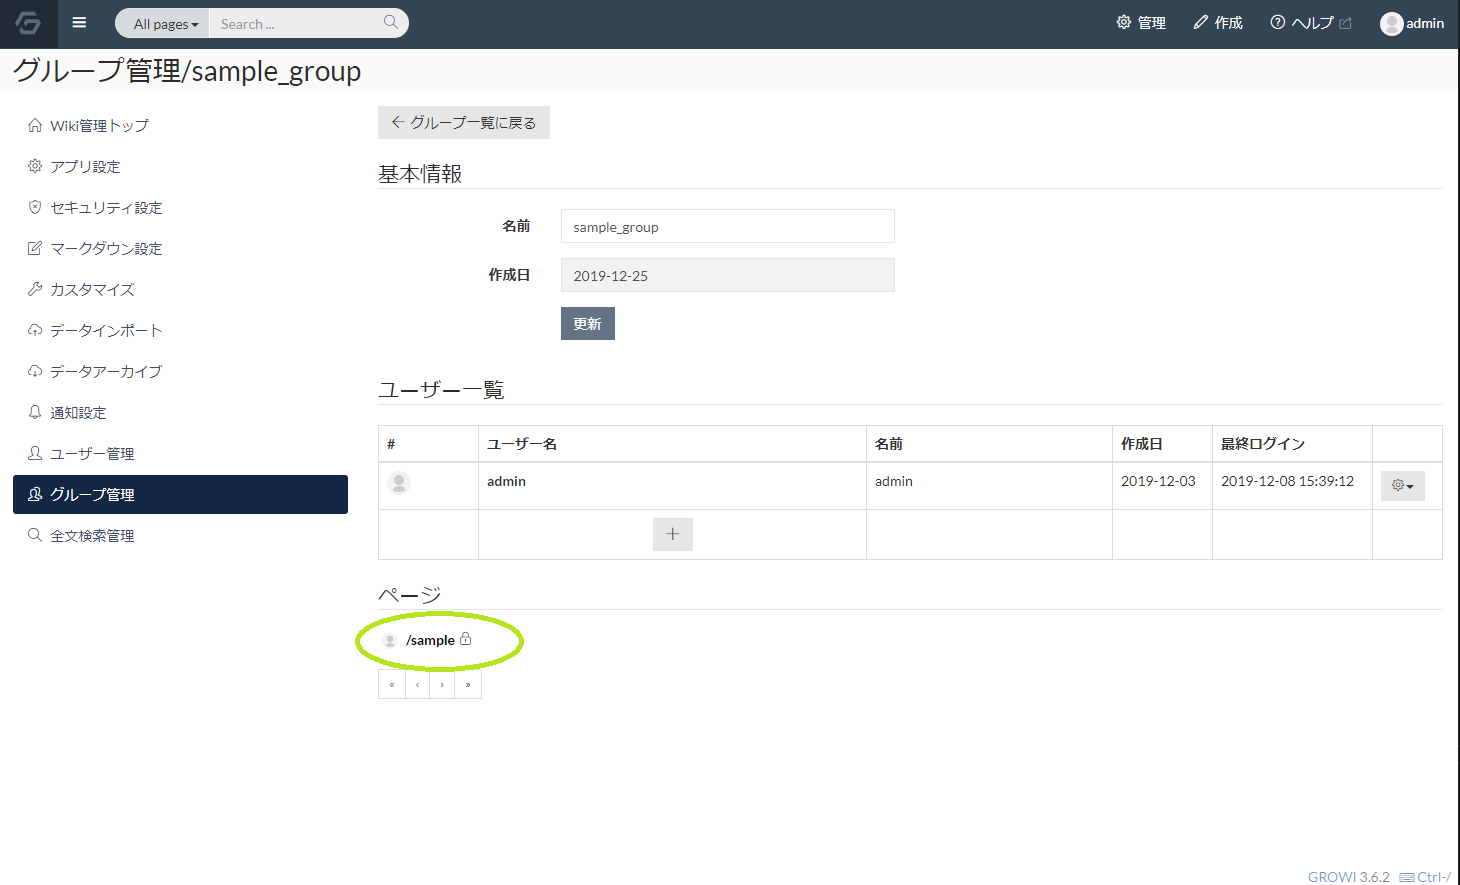 All pages
Search ...
管理
作成
ヘルプ
admin
グループ管理/sample_group
Wiki管理トップ
アプリ設定
セキュリティ設定
マークダウン設定
カスタマイズ
データインポート
データアーカイブ
通知設定
ユーザー管理
グループ管理
全文検索管理
グループ一覧に戻る
基本情報
名前 sample_group
作成日 2019-12-25
更新
ユーザー一覧
# ユーザー名 名前 作成日 最終ログイン
admin admin 2019-12-03 2019-12-08 15:39:12
+
ページ
/sample
« ‹ › »
GROWI 3.6.2 Ctrl-/